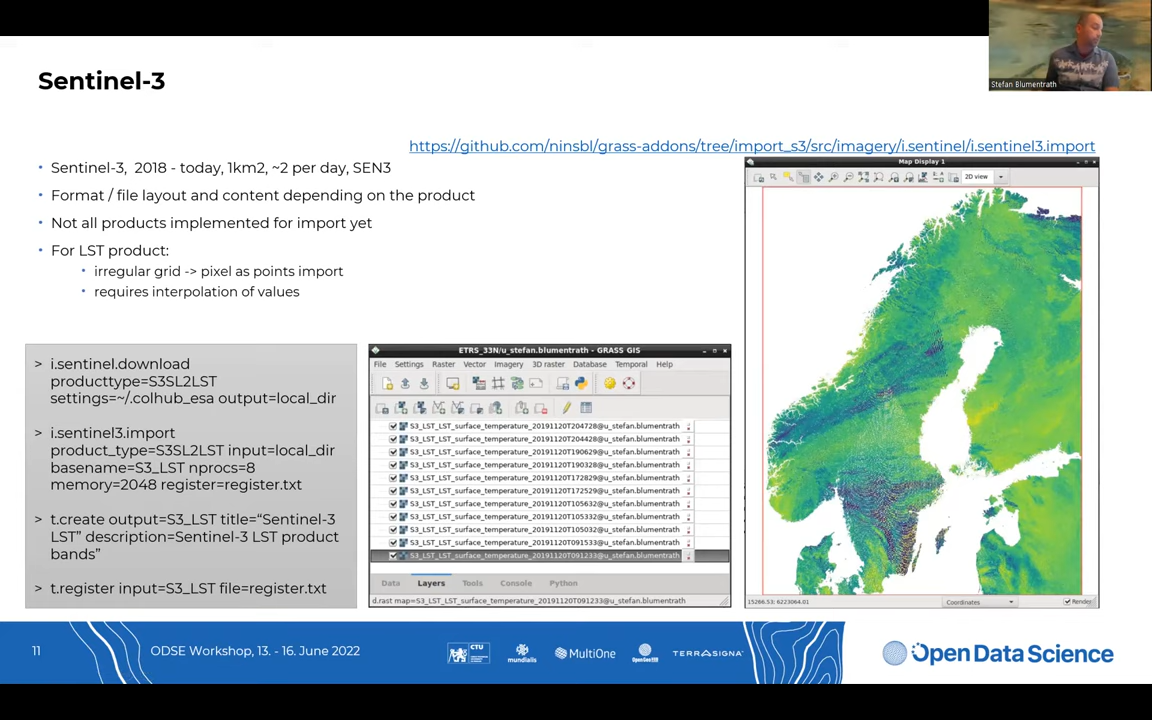 Stefan Blumentrath
Sentinel-3
https://github.com/ninsbl/grass-addons/tree/import_s3/src/imagery/i.sentinel/i.sentinel3.import
• Sentinel-3, 2018 - today, 1km2, ~2 per day, SEN3
• Format / file layout and content depending on the product
• Not all products implemented for import yet
• For LST product:
• irregular grid -> pixel as points import
• requires interpolation of values
> i.sentinel.download
producttype=S3SL2LST
settings=~/.colhub_esa output=local_dir
> i.sentinel3.import
product_type=S3SL2LST input=local_dir
basename=S3_LST nprocs=8
memory=2048 register=register.txt
> t.create output=S3_LST title=“Sentinel-3
LST” description=Sentinel-3 LST product
bands”
> t.register input=S3_LST file=register.txt
ETRS_33N/u_stefan.blumentrath - GRASS GIS
File Settings Raster Vector Imagery 3D raster Database Temporal Help
S3_LST_LST_surface_temperature_20191120T204728@u_stefan.blumentrath
S3_LST_LST_surface_temperature_20191120T204428@u_stefan.blumentrath
S3_LST_LST_surface_temperature_20191120T190629@u_stefan.blumentrath
S3_LST_LST_surface_temperature_20191120T190328@u_stefan.blumentrath
S3_LST_LST_surface_temperature_20191120T172829@u_stefan.blumentrath
S3_LST_LST_surface_temperature_20191120T172529@u_stefan.blumentrath
S3_LST_LST_surface_temperature_20191120T105632@u_stefan.blumentrath
S3_LST_LST_surface_temperature_20191120T105332@u_stefan.blumentrath
S3_LST_LST_surface_temperature_20191120T105032@u_stefan.blumentrath
S3_LST_LST_surface_temperature_20191120T091533@u_stefan.blumentrath
S3_LST_LST_surface_temperature_20191120T091233@u_stefan.blumentrath
Data Layers Tools Console Python
d.rast map=S3_LST_LST_surface_temperature_20191120T091233@u_stefan.blumentrath
Map Display 1
2D view
15266.53; 6223064.01
Coordinates
Render
11
ODSE Workshop, 13. - 16. June 2022
CTU
mundialis
MultiOne
OpenGeoHub
TERRASIGNA
Open Data Science